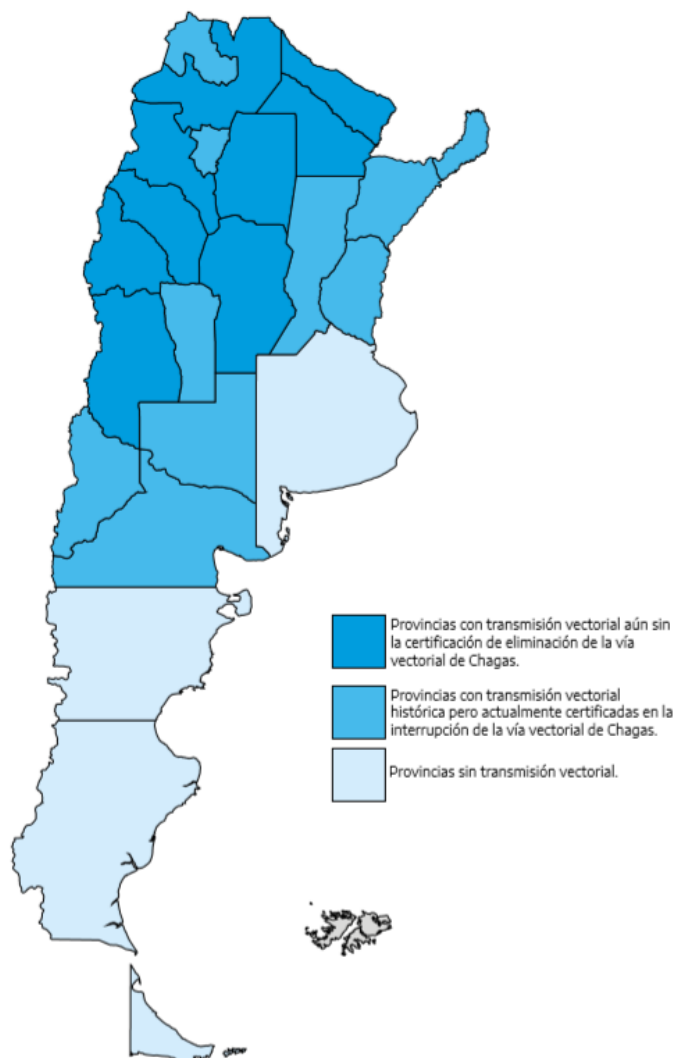 Provincias con transmisión vectorial aún sin
la certificación de eliminación de la vía
vectorial de Chagas.
Provincias con transmisión vectorial
histórica pero actualmente certificadas en la
interrupción de la vía vectorial de Chagas.
Provincias sin transmisión vectorial.